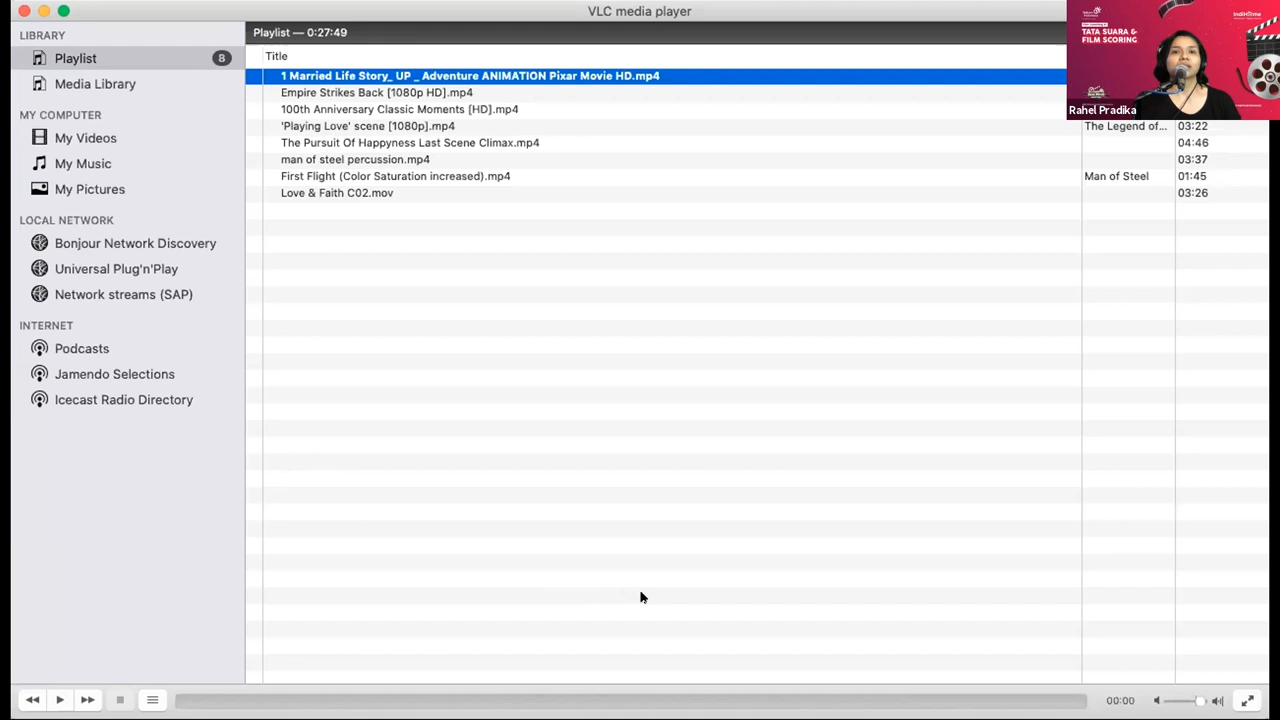 VLC media player
LIBRARY
Playlist
8
Media Library
MY COMPUTER
My Videos
My Music
My Pictures
LOCAL NETWORK
Bonjour Network Discovery
Universal Plug'n'Play
Network streams (SAP)
INTERNET
Podcasts
Jamendo Selections
Icecast Radio Directory
Playlist — 0:27:49
Title
1 Married Life Story_ UP _ Adventure ANIMATION Pixar Movie HD.mp4
Empire Strikes Back [1080p HD].mp4
100th Anniversary Classic Moments [HD].mp4
'Playing Love' scene [1080p].mp4 The Legend of... 03:22
The Pursuit Of Happyness Last Scene Climax.mp4 04:46
man of steel percussion.mp4 03:37
First Flight (Color Saturation increased).mp4 Man of Steel 01:45
Love & Faith C02.mov 03:26
00:00
IndiHome
TATA SUARA &
FILM SCORING
Rahel Pradika